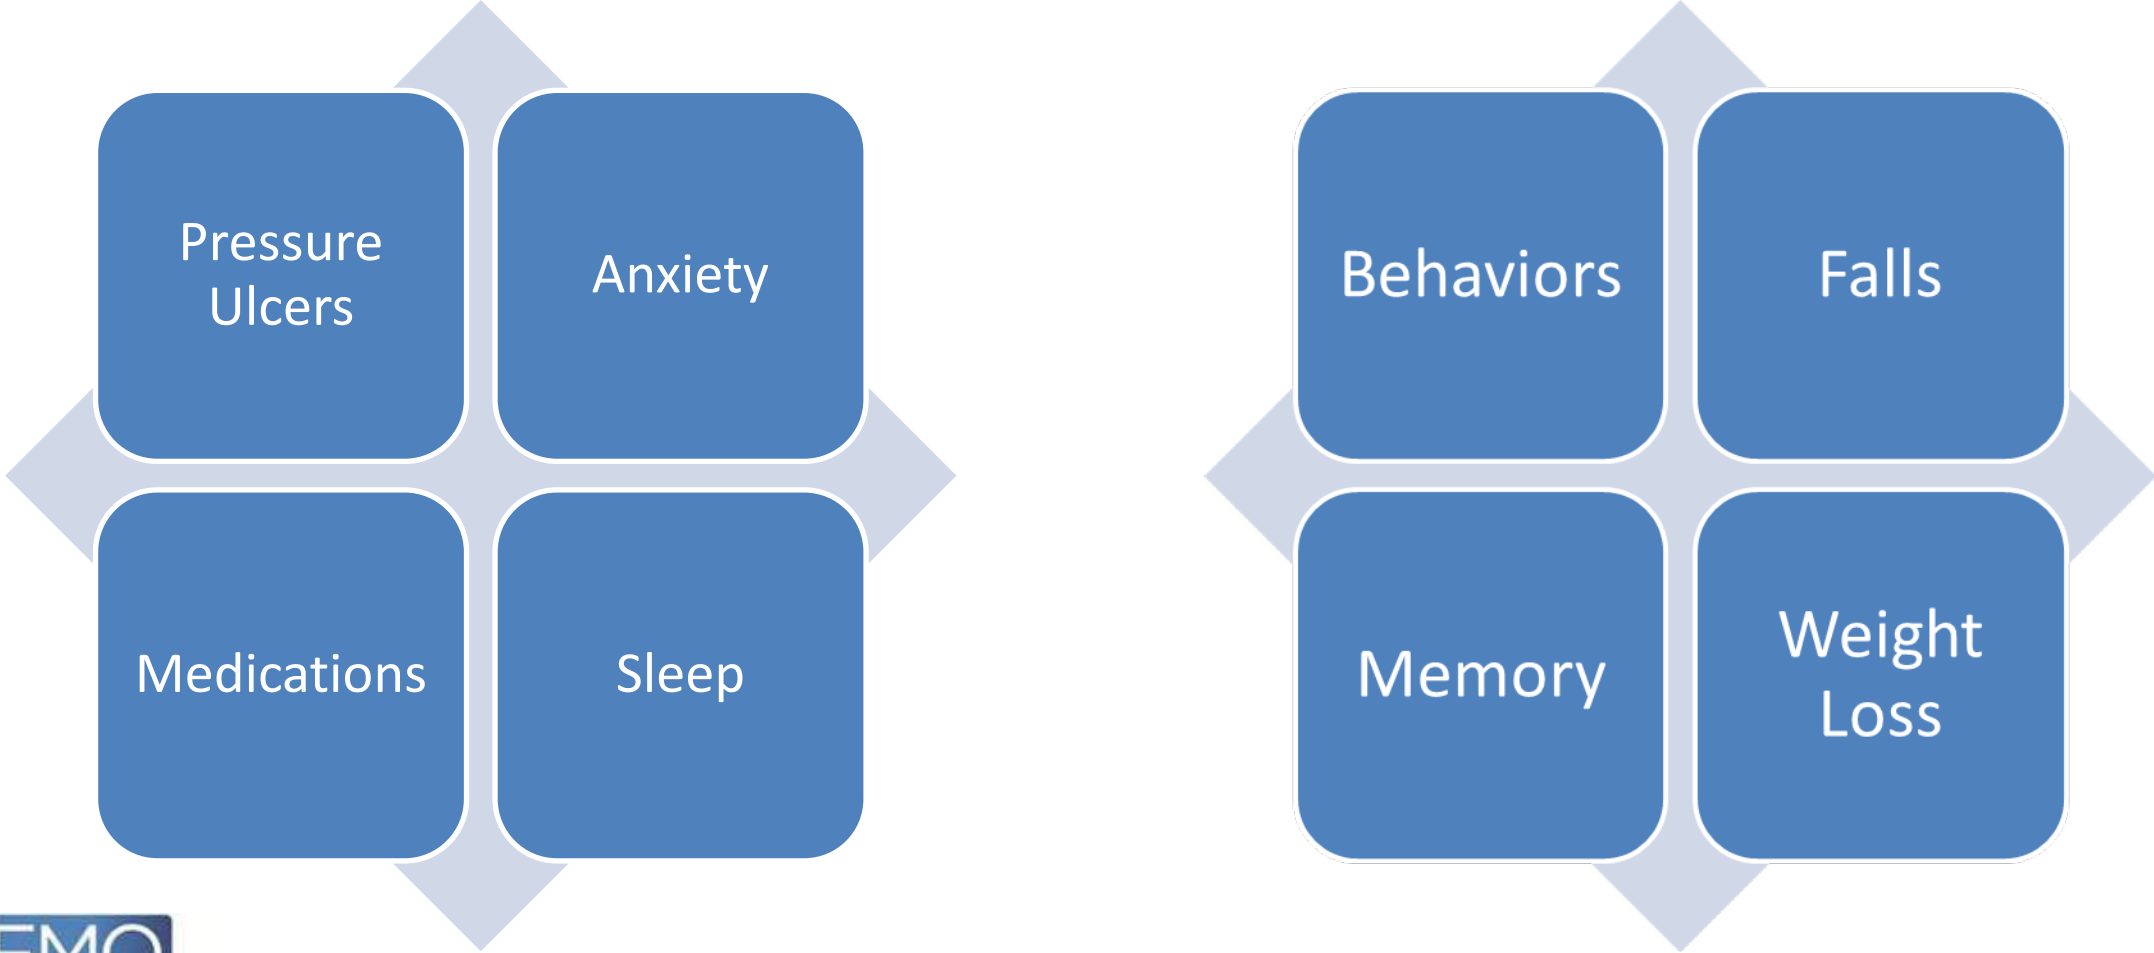 Pressure
Ulcers
Anxiety
Medications
Sleep
Behaviors
Falls
Memory
Weight
Loss